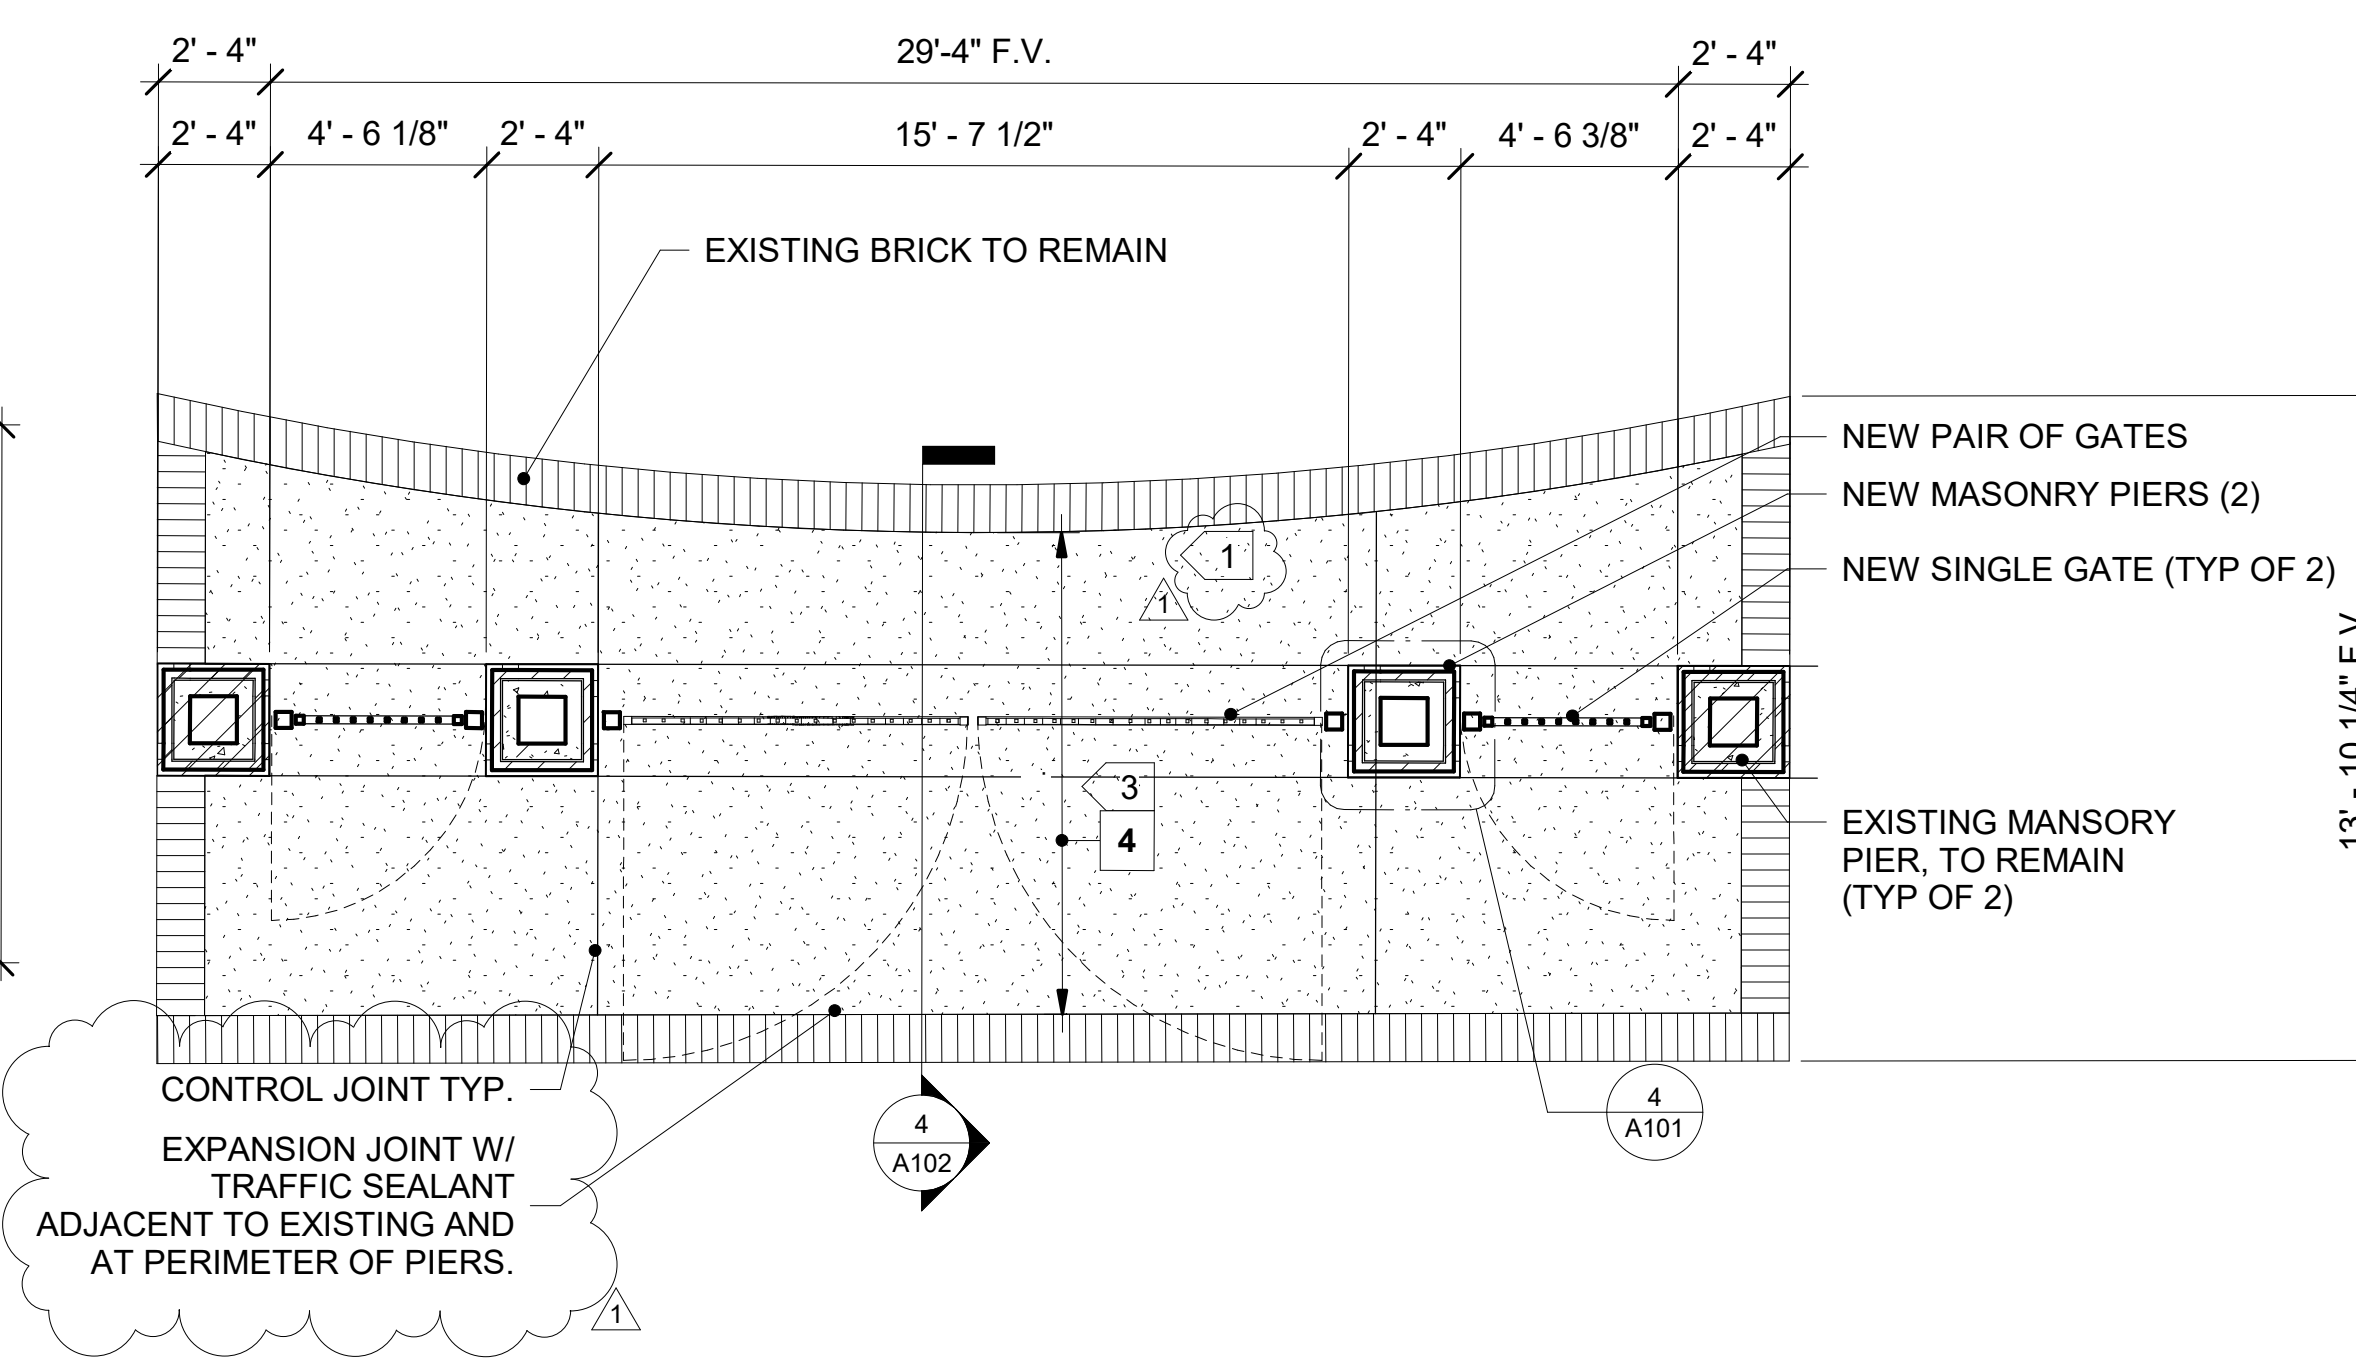 2' - 4"
29'-4" F.V.
2' - 4"
2' - 4"
4' - 6 1/8"
2' - 4"
15' - 7 1/2"
2' - 4"
4' - 6 3/8"
2' - 4"
EXISTING BRICK TO REMAIN
NEW PAIR OF GATES
NEW MASONRY PIERS (2)
NEW SINGLE GATE (TYP OF 2)
1
1
13' - 10 1/4" F.V.
3
4
EXISTING MANSORY
PIER, TO REMAIN
(TYP OF 2)
CONTROL JOINT TYP.
EXPANSION JOINT W/
TRAFFIC SEALANT
ADJACENT TO EXISTING AND
AT PERIMETER OF PIERS.
1
4
A102
4
A101